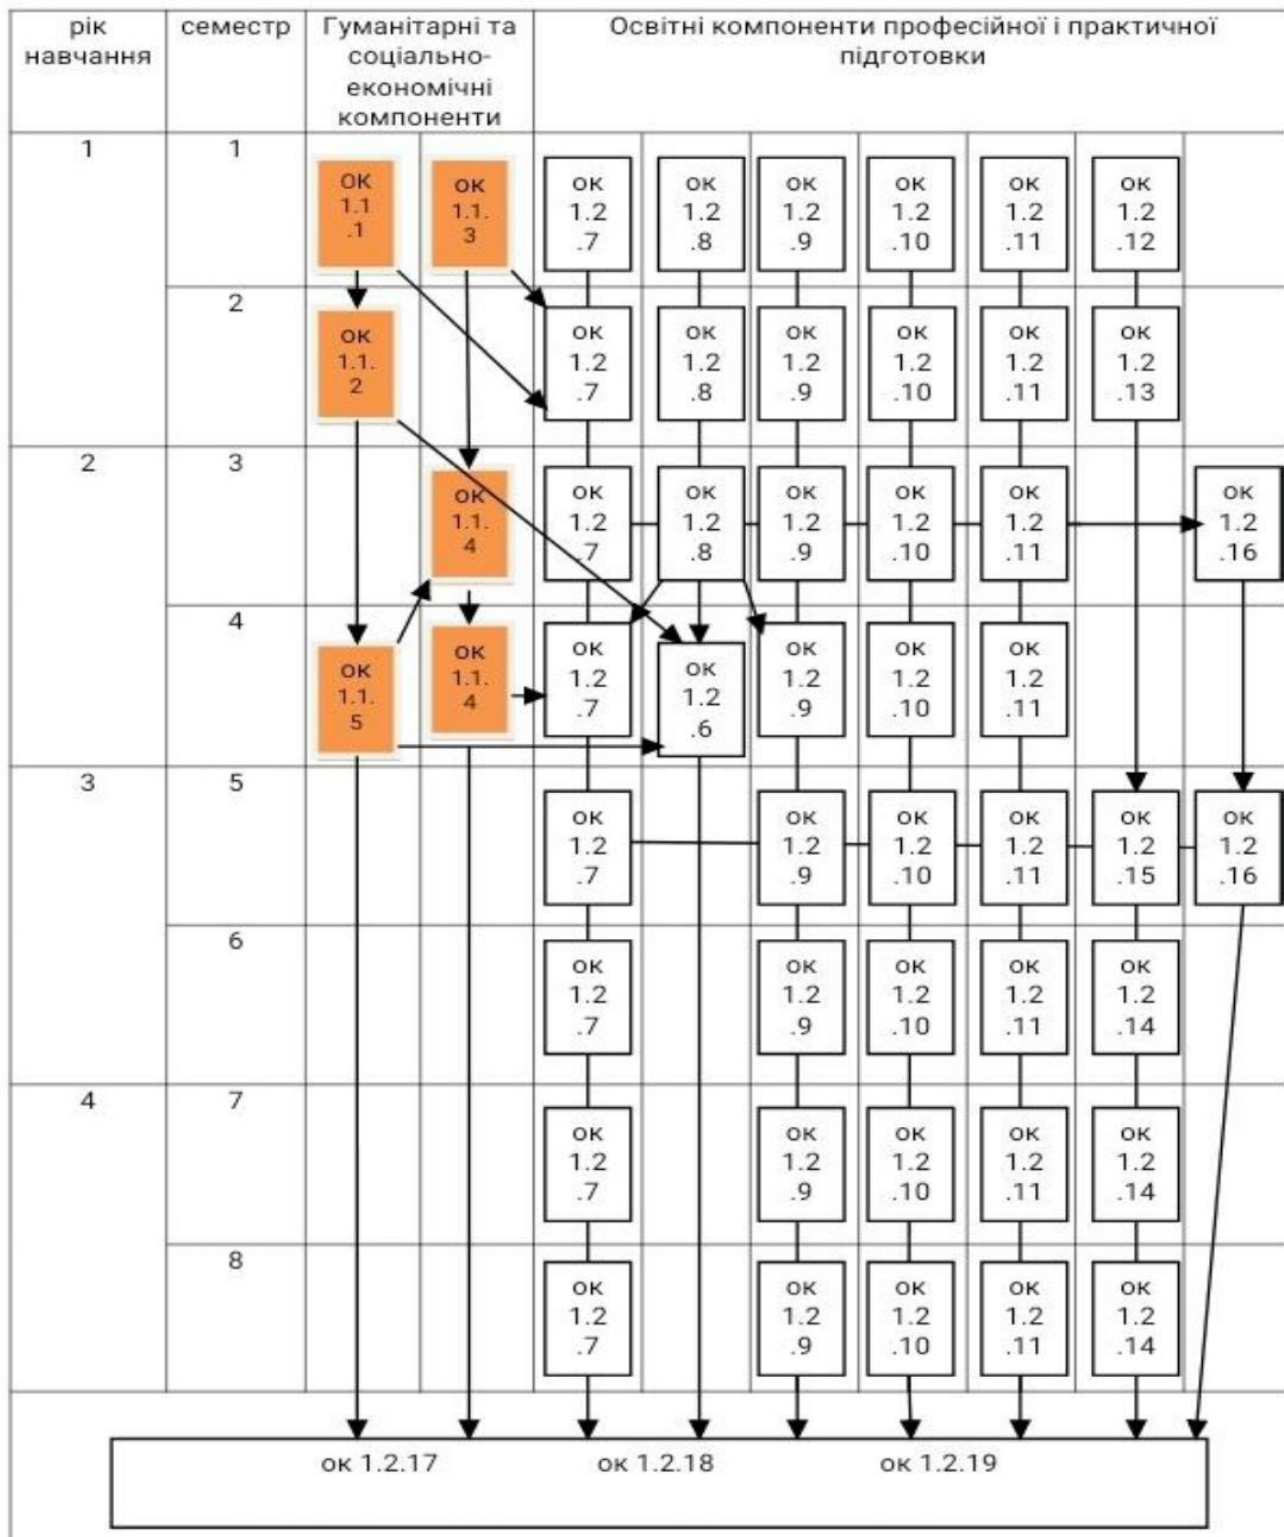 рік
навчання
семестр
Гуманітарні та
соціально-
економічні
компоненти
Освітні компоненти професійної і практичної
підготовки
1
1
ОК
1.1
.1
ок
1.1.
3
ок
1.2
.7
ок
1.2
.8
ок
1.2
.9
ок
1.2
.10
ок
1.2
.11
ок
1.2
.12
2
ок
1.1.
2
ок
1.2
.7
ок
1.2
.8
ок
1.2
.9
ок
1.2
.10
ок
1.2
.11
ок
1.2
.13
2
3
ок
1.1.
4
ок
1.2
.7
ок
1.2
.8
ок
1.2
.9
ок
1.2
.10
ок
1.2
.11
ок
1.2
.16
4
ок
1.1.
5
ок
1.1.
4
ок
1.2
.7
ок
1.2
.6
ок
1.2
.9
ок
1.2
.10
ок
1.2
.11
3
5
ок
1.2
.7
ок
1.2
.9
ок
1.2
.10
ок
1.2
.11
ок
1.2
.15
ок
1.2
.16
6
ок
1.2
.7
ок
1.2
.9
ок
1.2
.10
ок
1.2
.11
ок
1.2
.14
4
7
ок
1.2
.7
ок
1.2
.9
ок
1.2
.10
ок
1.2
.11
ок
1.2
.14
8
ок
1.2
.7
ок
1.2
.9
ок
1.2
.10
ок
1.2
.11
ок
1.2
.14
ок 1.2.17 ок 1.2.18 ок 1.2.19